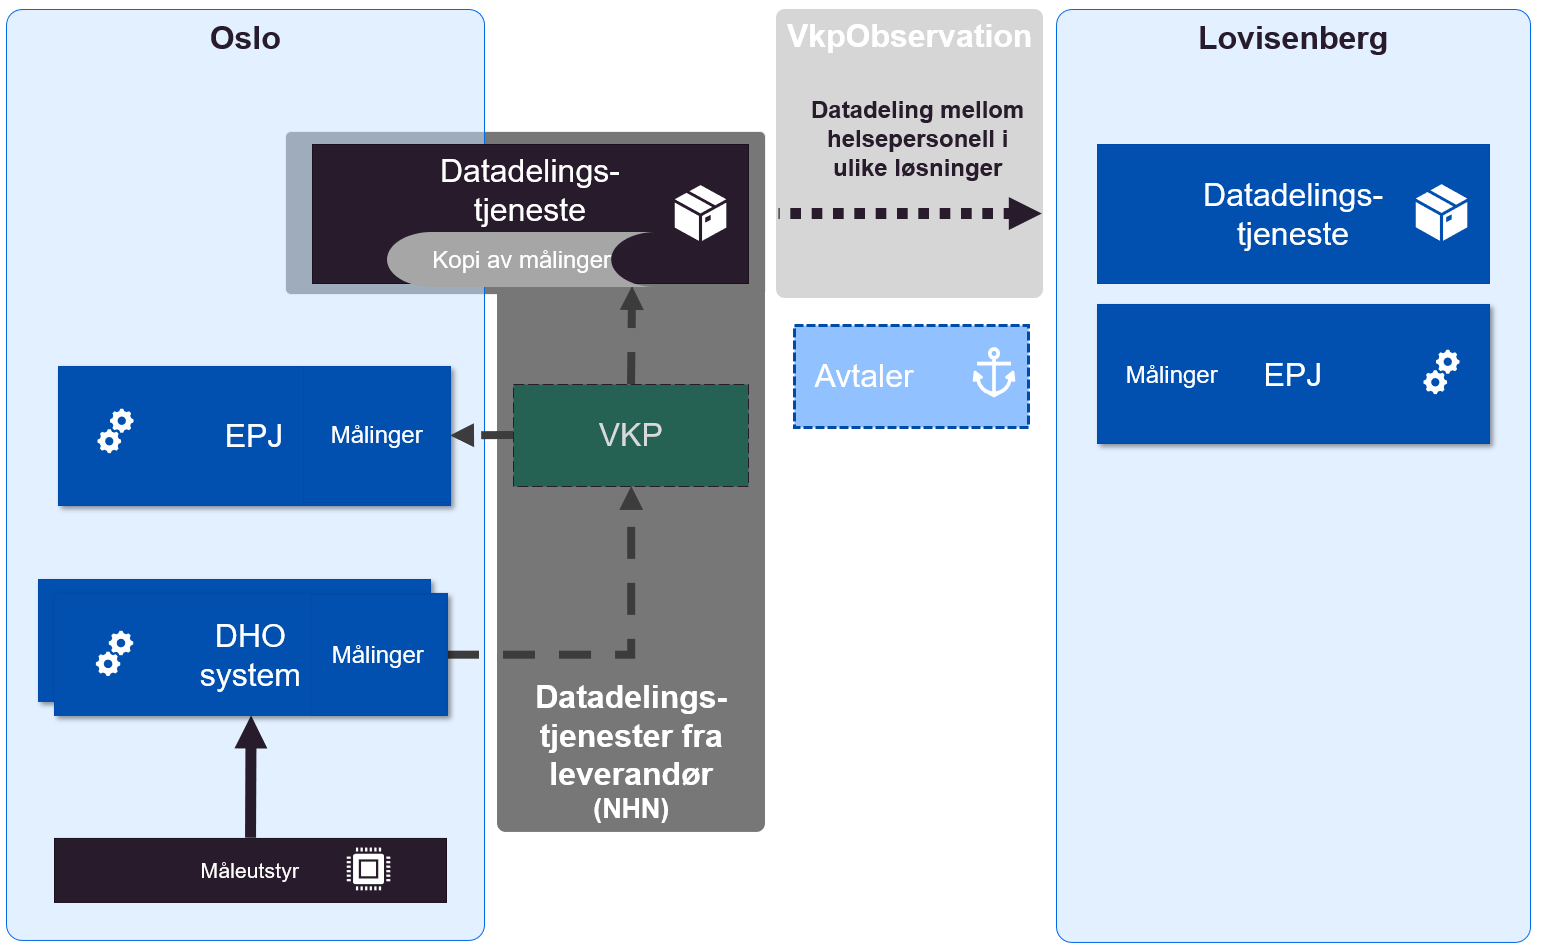 Oslo
Datadelings-
tjeneste
Kopi av målinger
EPJ
Målinger
VKP
DHO
system
Målinger
Datadelings-
tjenester fra
leverandør
(NHN)
Måleutstyr
VkpObservation
Datadeling mellom
helsepersonell i
ulike løsninger
Avtaler
Lovisenberg
Datadelings-
tjeneste
Målinger
EPJ